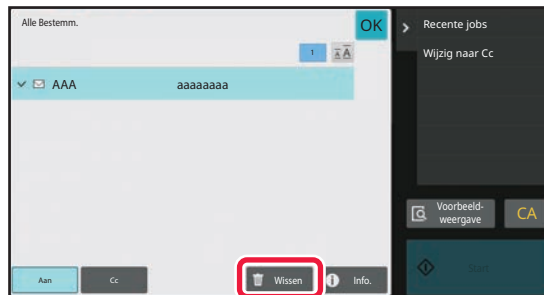 Alle Bestemm.
OK
1
AAA aaaaaaaa
Aan
Cc
Wissen
Info.
Recente jobs
Wijzig naar Cc
Voorbeeld-
weergave
CA
Start